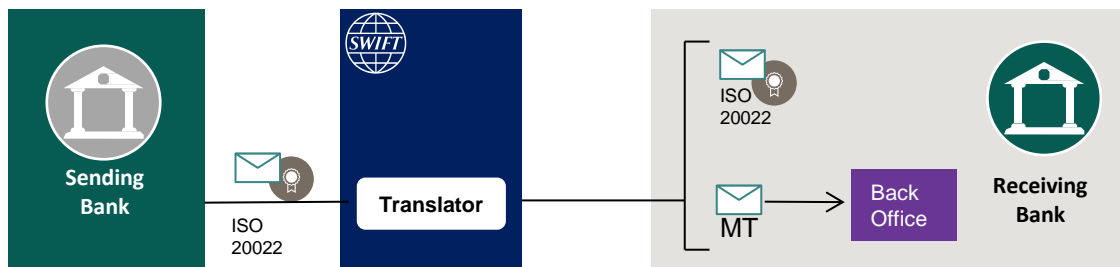 Sending
Bank
ISO
20022
SWIFT
Translator
ISO
20022
MT
Back
Office
Receiving
Bank